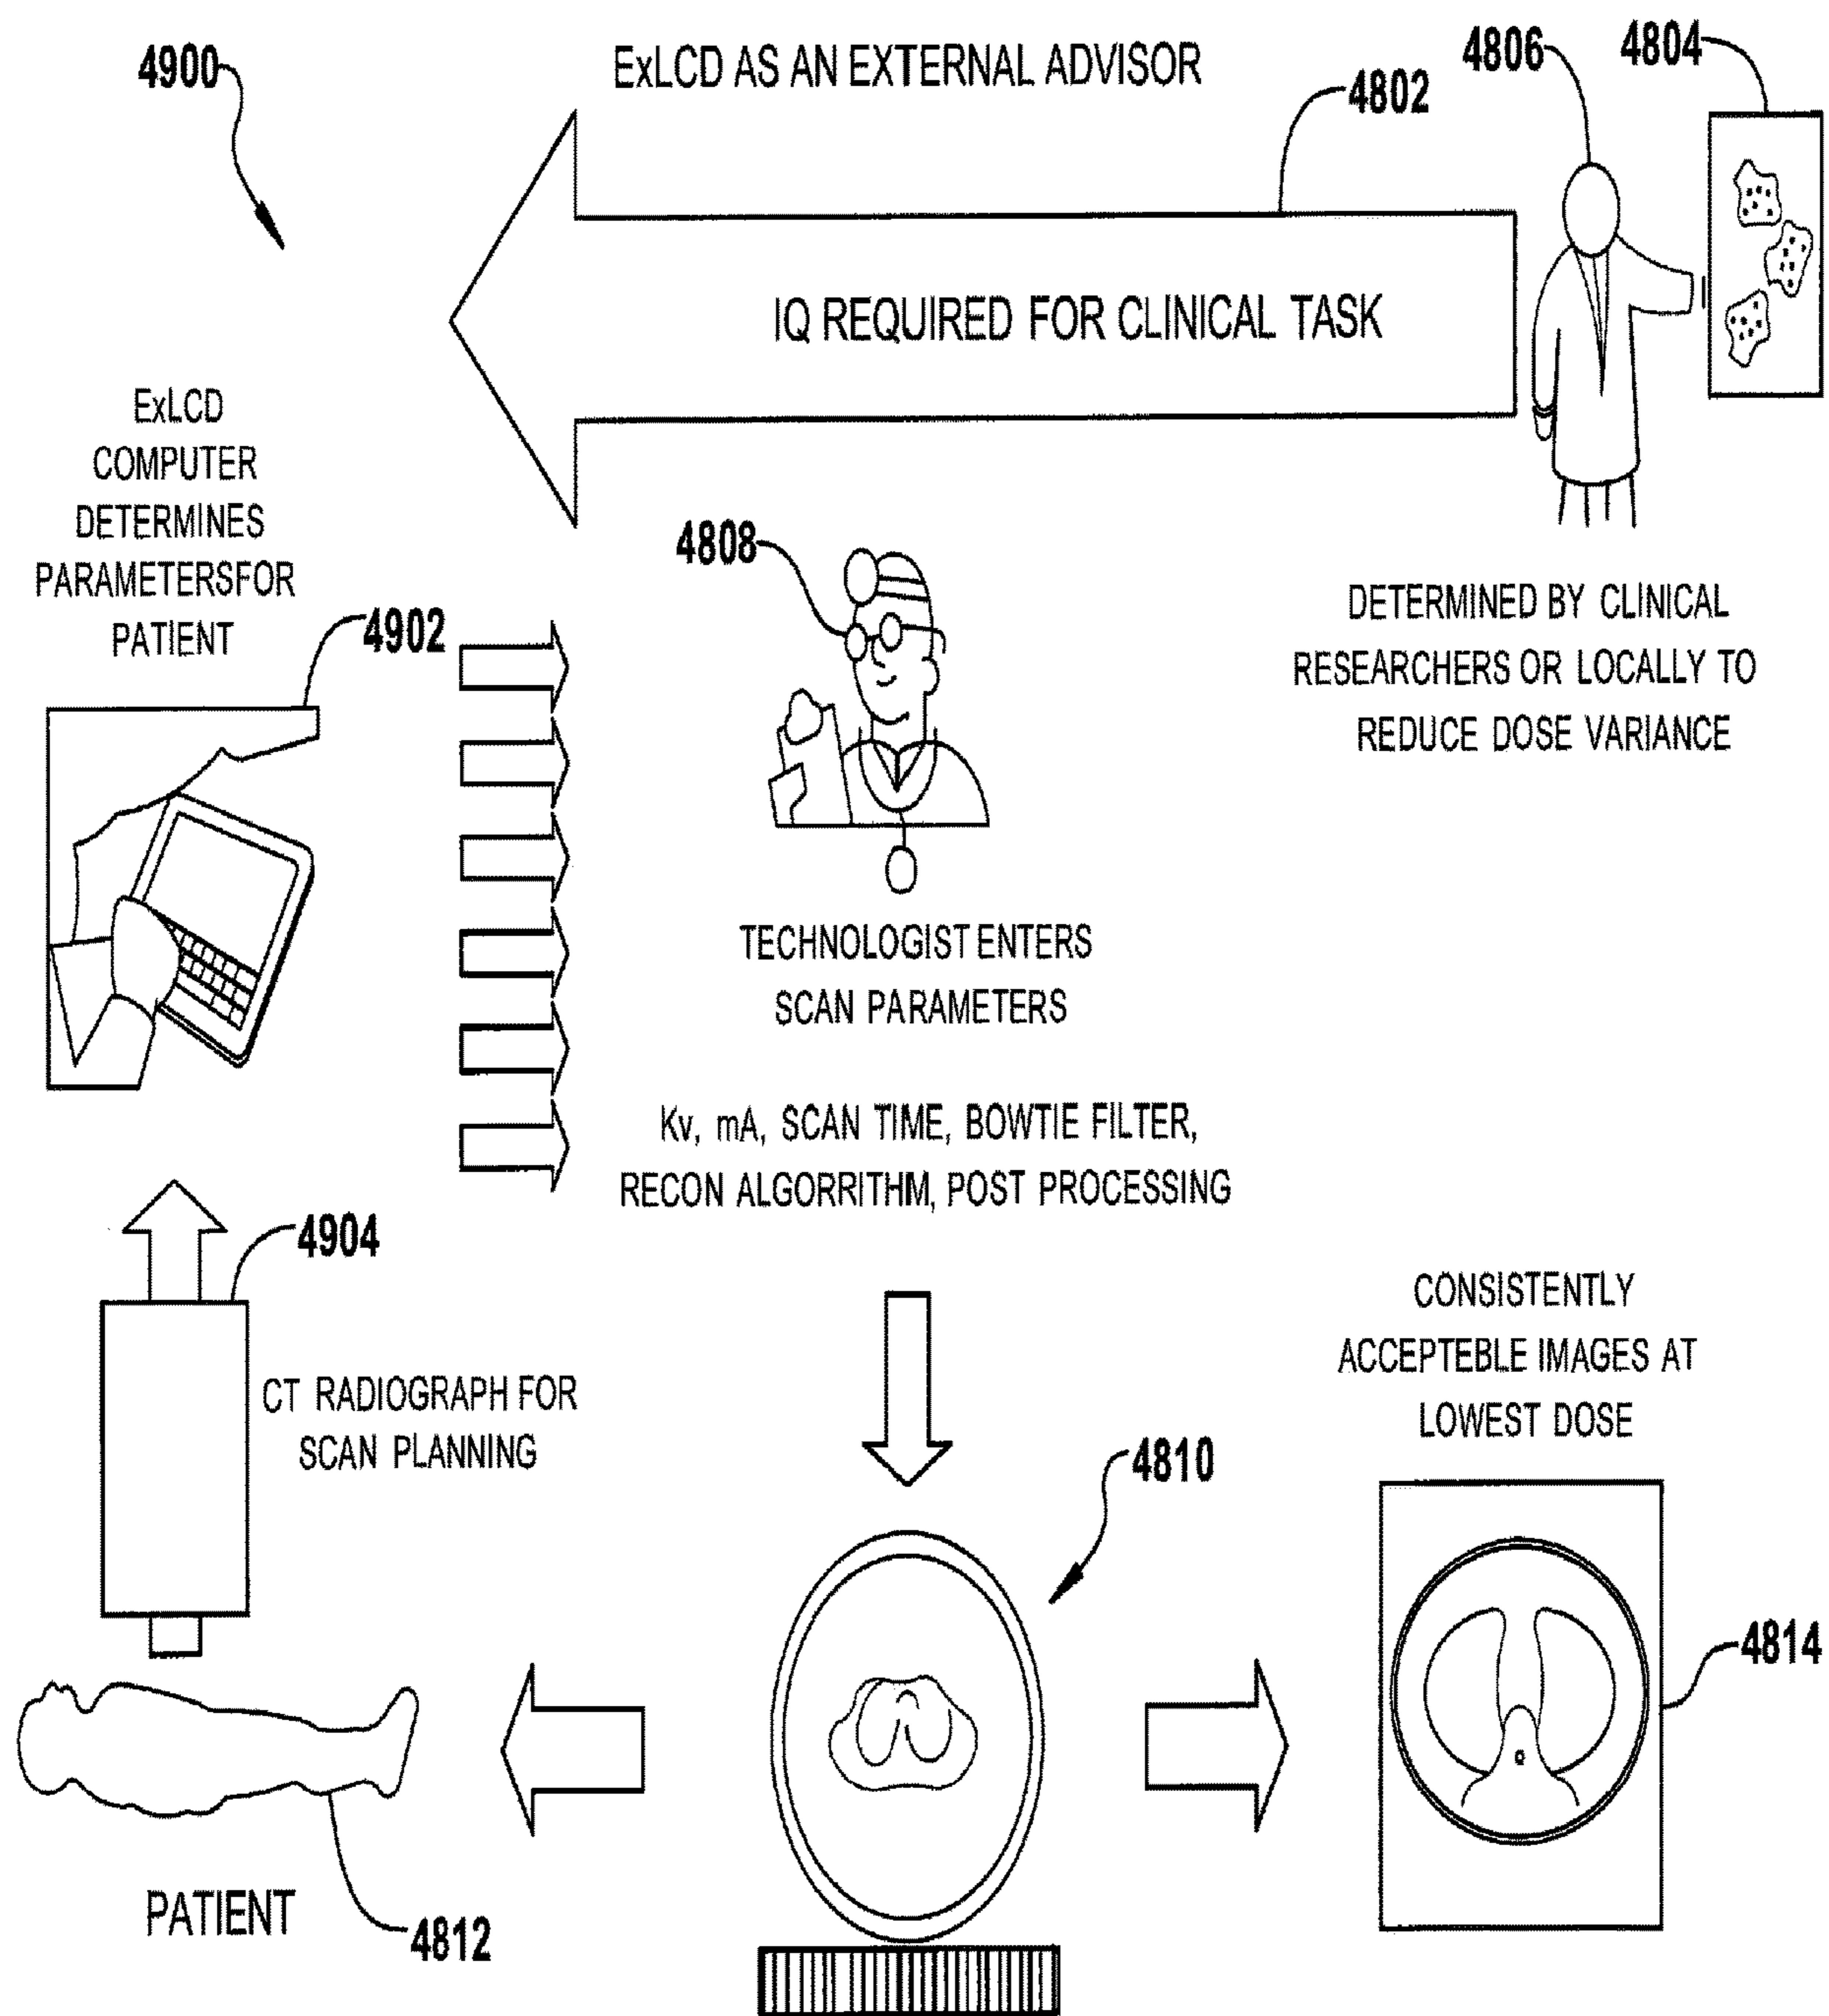 4900
ExLCD AS AN EXTERNAL ADVISOR
4802
4806
4804
IQ REQUIRED FOR CLINICAL TASK
ExLCD
COMPUTER
DETERMINES
PARAMETERSFOR
PATIENT
4902
4808
DETERMINED BY CLINICAL
RESEARCHERS OR LOCALLY TO
REDUCE DOSE VARIANCE
TECHNOLOGIST ENTERS
SCAN PARAMETERS
Kv, mA, SCAN TIME, BOWTIE FILTER,
RECON ALGORRITHM, POST PROCESSING
4904
CT RADIOGRAPH FOR
SCAN PLANNING
CONSISTENTLY
ACCEPTEBLE IMAGES AT
LOWEST DOSE
4810
4814
PATIENT
4812